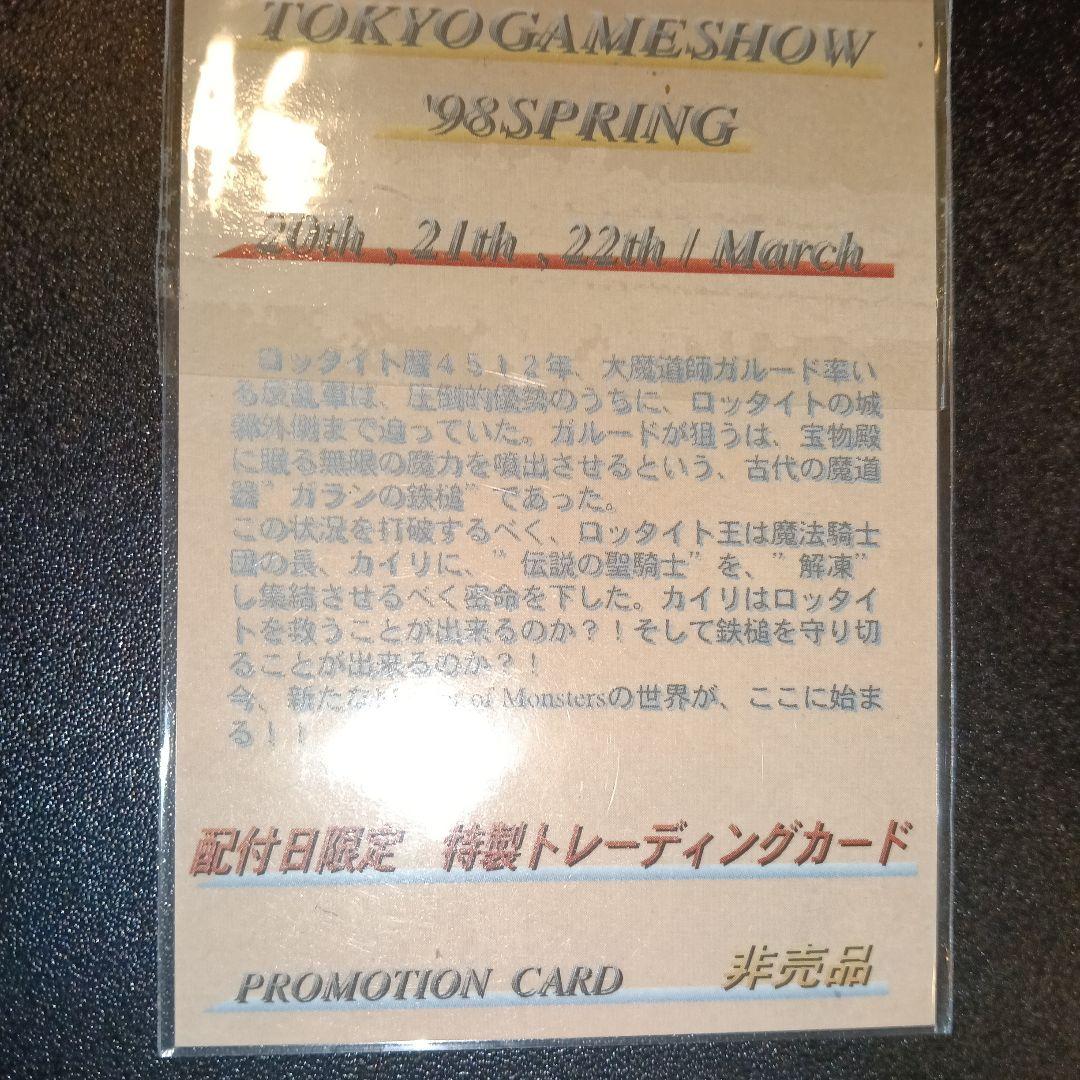 TOKYOGAMESHOW
'98SPRING
20th , 21th , 22th / March
ロッタイト暦4512年、大魔道師ガルード率い
る反乱軍は、圧倒的優勢のうちに、ロッタイトの城
郭外側まで迫っていた。ガルードが狙うは、宝物殿
に眠る無限の魔力を噴出させるという、古代の魔道
器”ガランの鉄槌”であった。
この状況を打破するべく、ロッタイト王は魔法騎士
団の長、カイリに、”伝説の聖騎士”を、”解凍”
し集結させるべく密命を下した。カイリはロッタイ
トを救うことが出来るのか?!そして鉄槌を守り切
ることが出来るのか?!
今、新たな of Monstersの世界が、ここに始ま
る!!
配付日限定 特製トレーディングカード
PROMOTION CARD 非売品